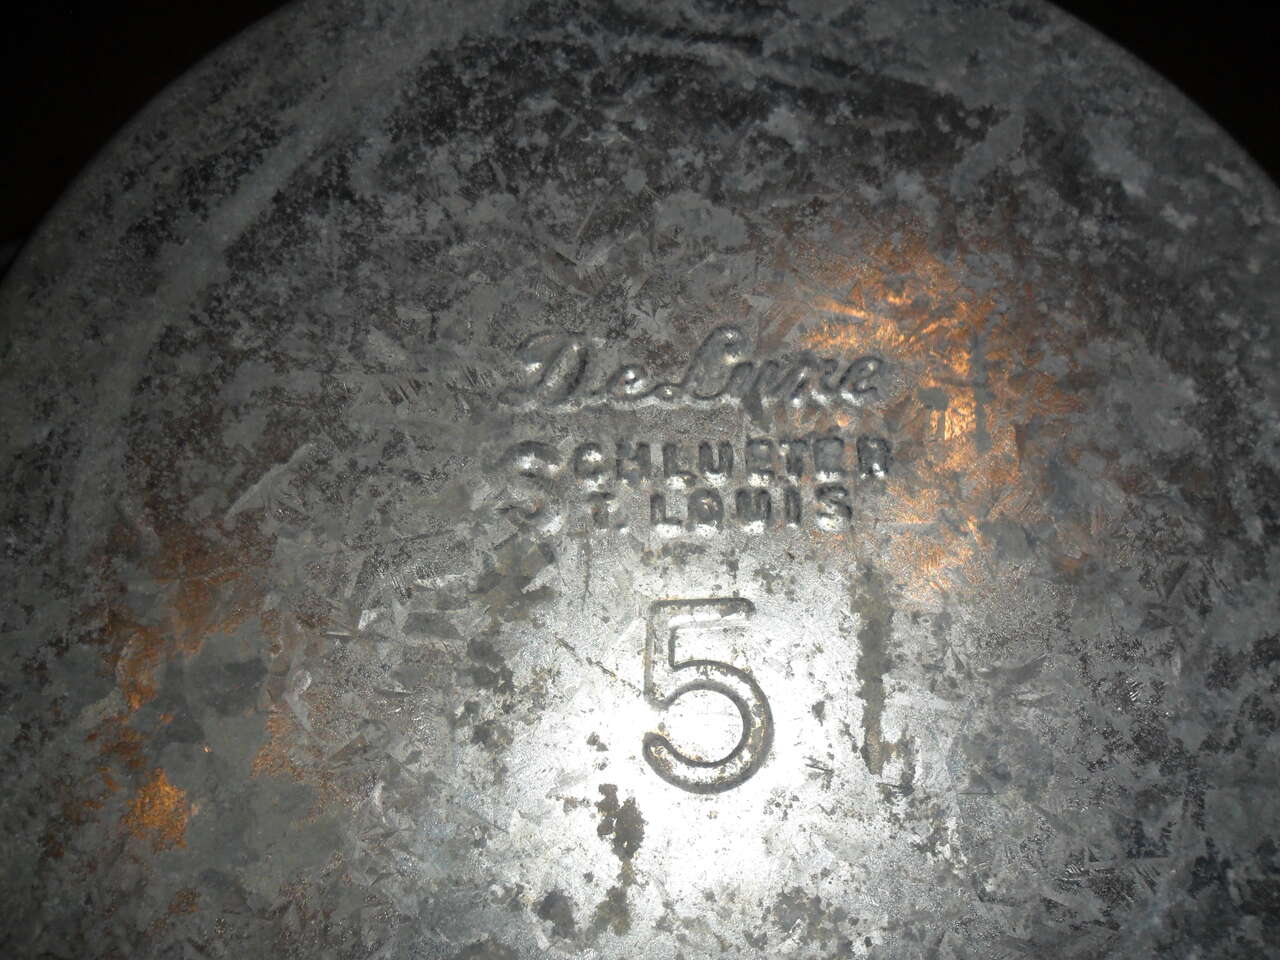 DeLuxe
SCHLUETER
ST. LOUIS
5